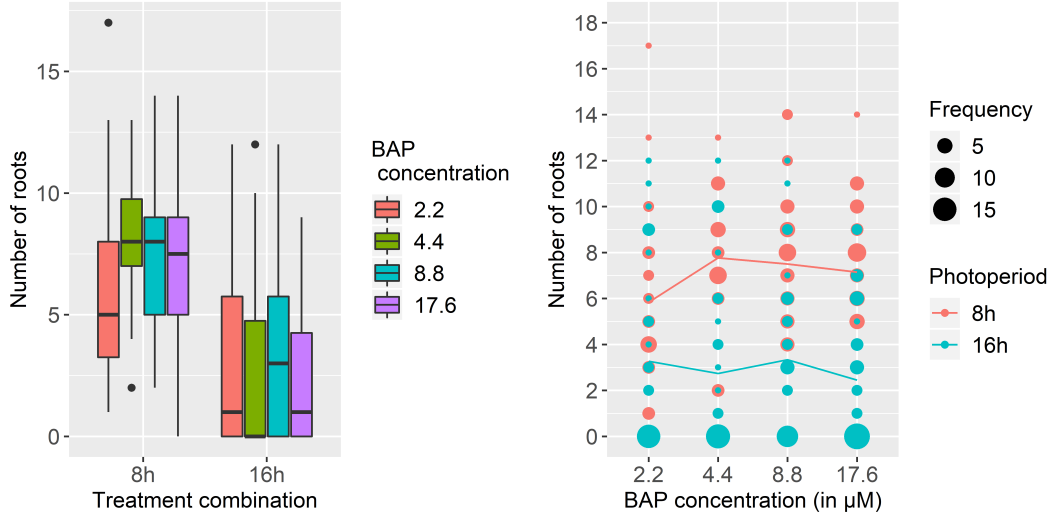 15
10
5
0
Number of roots
8h
16h
Treatment combination
BAP
concentration
2.2
4.4
8.8
17.6
18
16
14
12
10
8
6
4
2
0
Number of roots
2.2
4.4
8.8
17.6
BAP concentration (in µM)
Frequency
5
10
15
Photoperiod
8h
16h